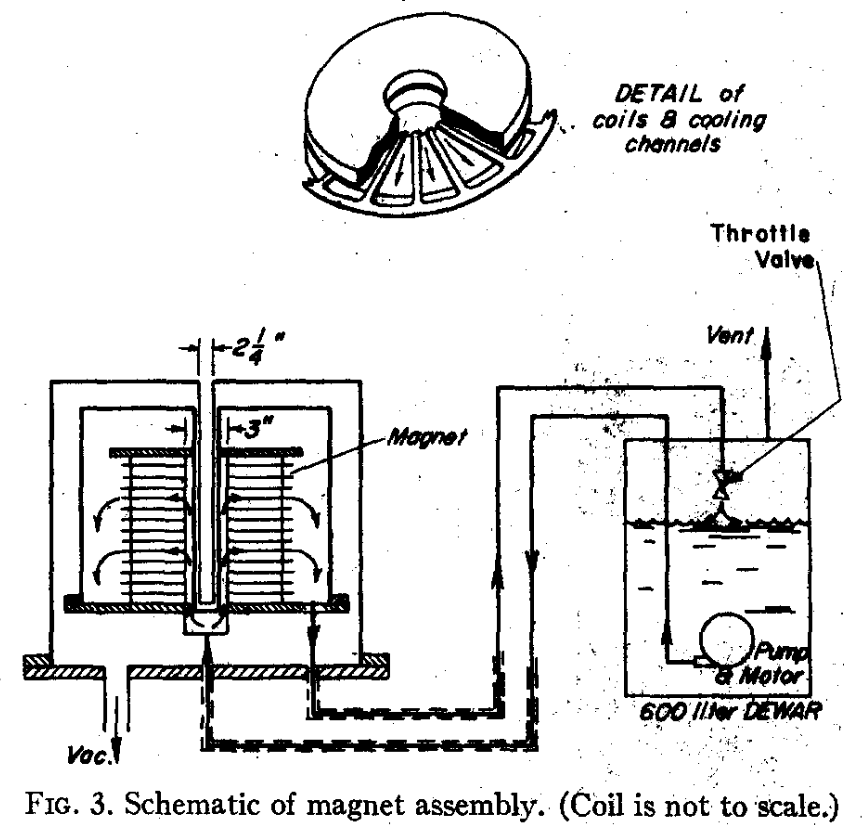 DETAIL of
coils & cooling
channels
Throttle
Valve
Vent
2 1/4"
3"
Magnet
Pump
& Motor
600 liter DEWAR
Vac.
FIG. 3. Schematic of magnet assembly. (Coil is not to scale.)